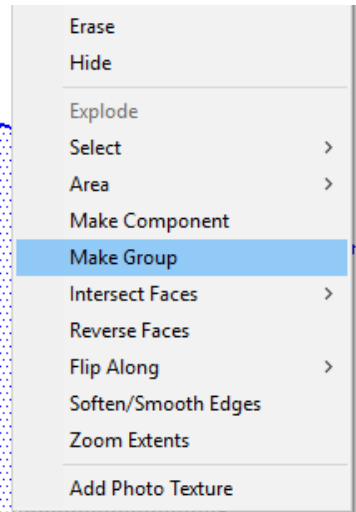 Erase
Hide
Explode
Select
Area
Make Component
Make Group
Intersect Faces
Reverse Faces
Flip Along
Soften/Smooth Edges
Zoom Extents
Add Photo Texture